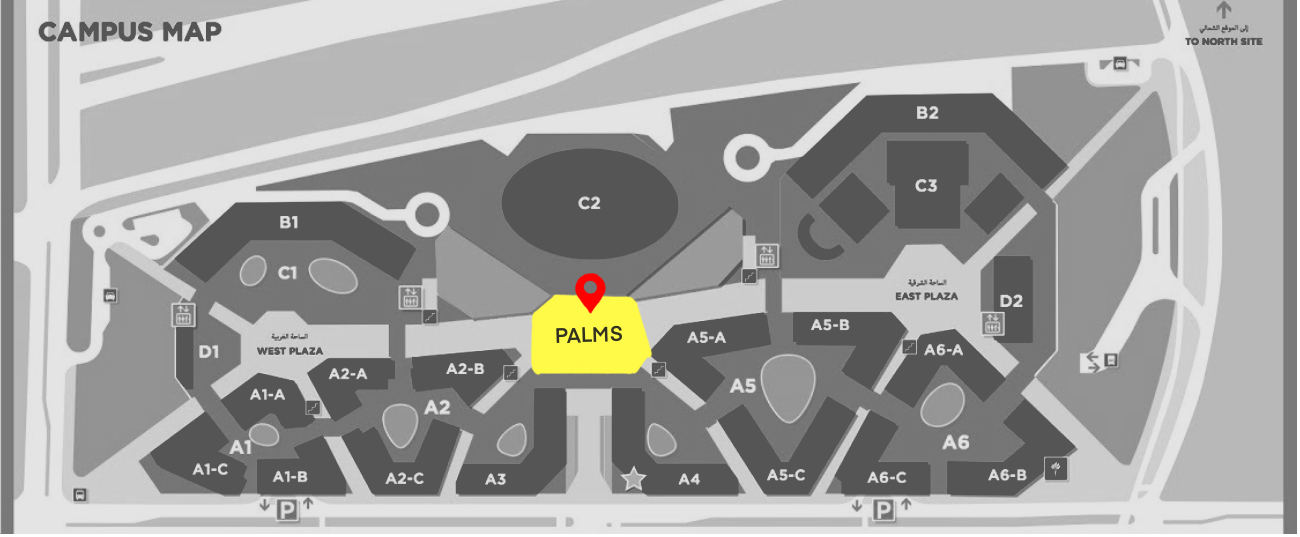 CAMPUS MAP
إلى الموقع الشمالي
TO NORTH SITE
B2
C3
C2
B1
C1
الساحة الشرقية
EAST PLAZA
D2
PALMS
A5-A
A5-B
A6-A
الساحة الغربية
WEST PLAZA
D1
A2-A
A2-B
A1-A
A2
A5
A1
A6
A1-C
A1-B
A2-C
A3
A4
A5-C
A6-C
A6-B
P
P